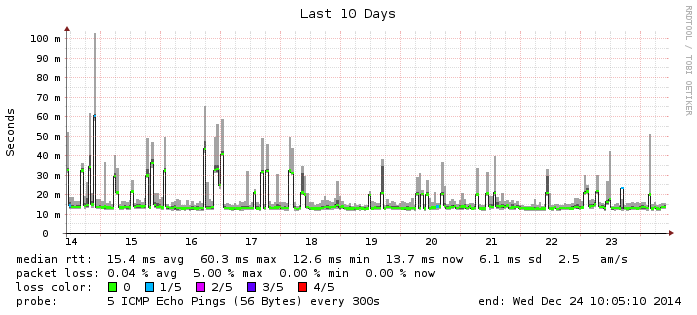 Last 10 Days
RRDTOOL / TOBI OETIKER
Seconds
100 m
90 m
80 m
70 m
60 m
50 m
40 m
30 m
20 m
10 m
0
14 15 16 17 18 19 20 21 22 23
median rtt: 15.4 ms avg 60.3 ms max 12.6 ms min 13.7 ms now 6.1 ms sd 2.5 am/s
packet loss: 0.04 % avg 5.00 % max 0.00 % min 0.00 % now
loss color: 0 1/5 2/5 3/5 4/5
probe: 5 ICMP Echo Pings (56 Bytes) every 300s end: Wed Dec 24 10:05:10 2014